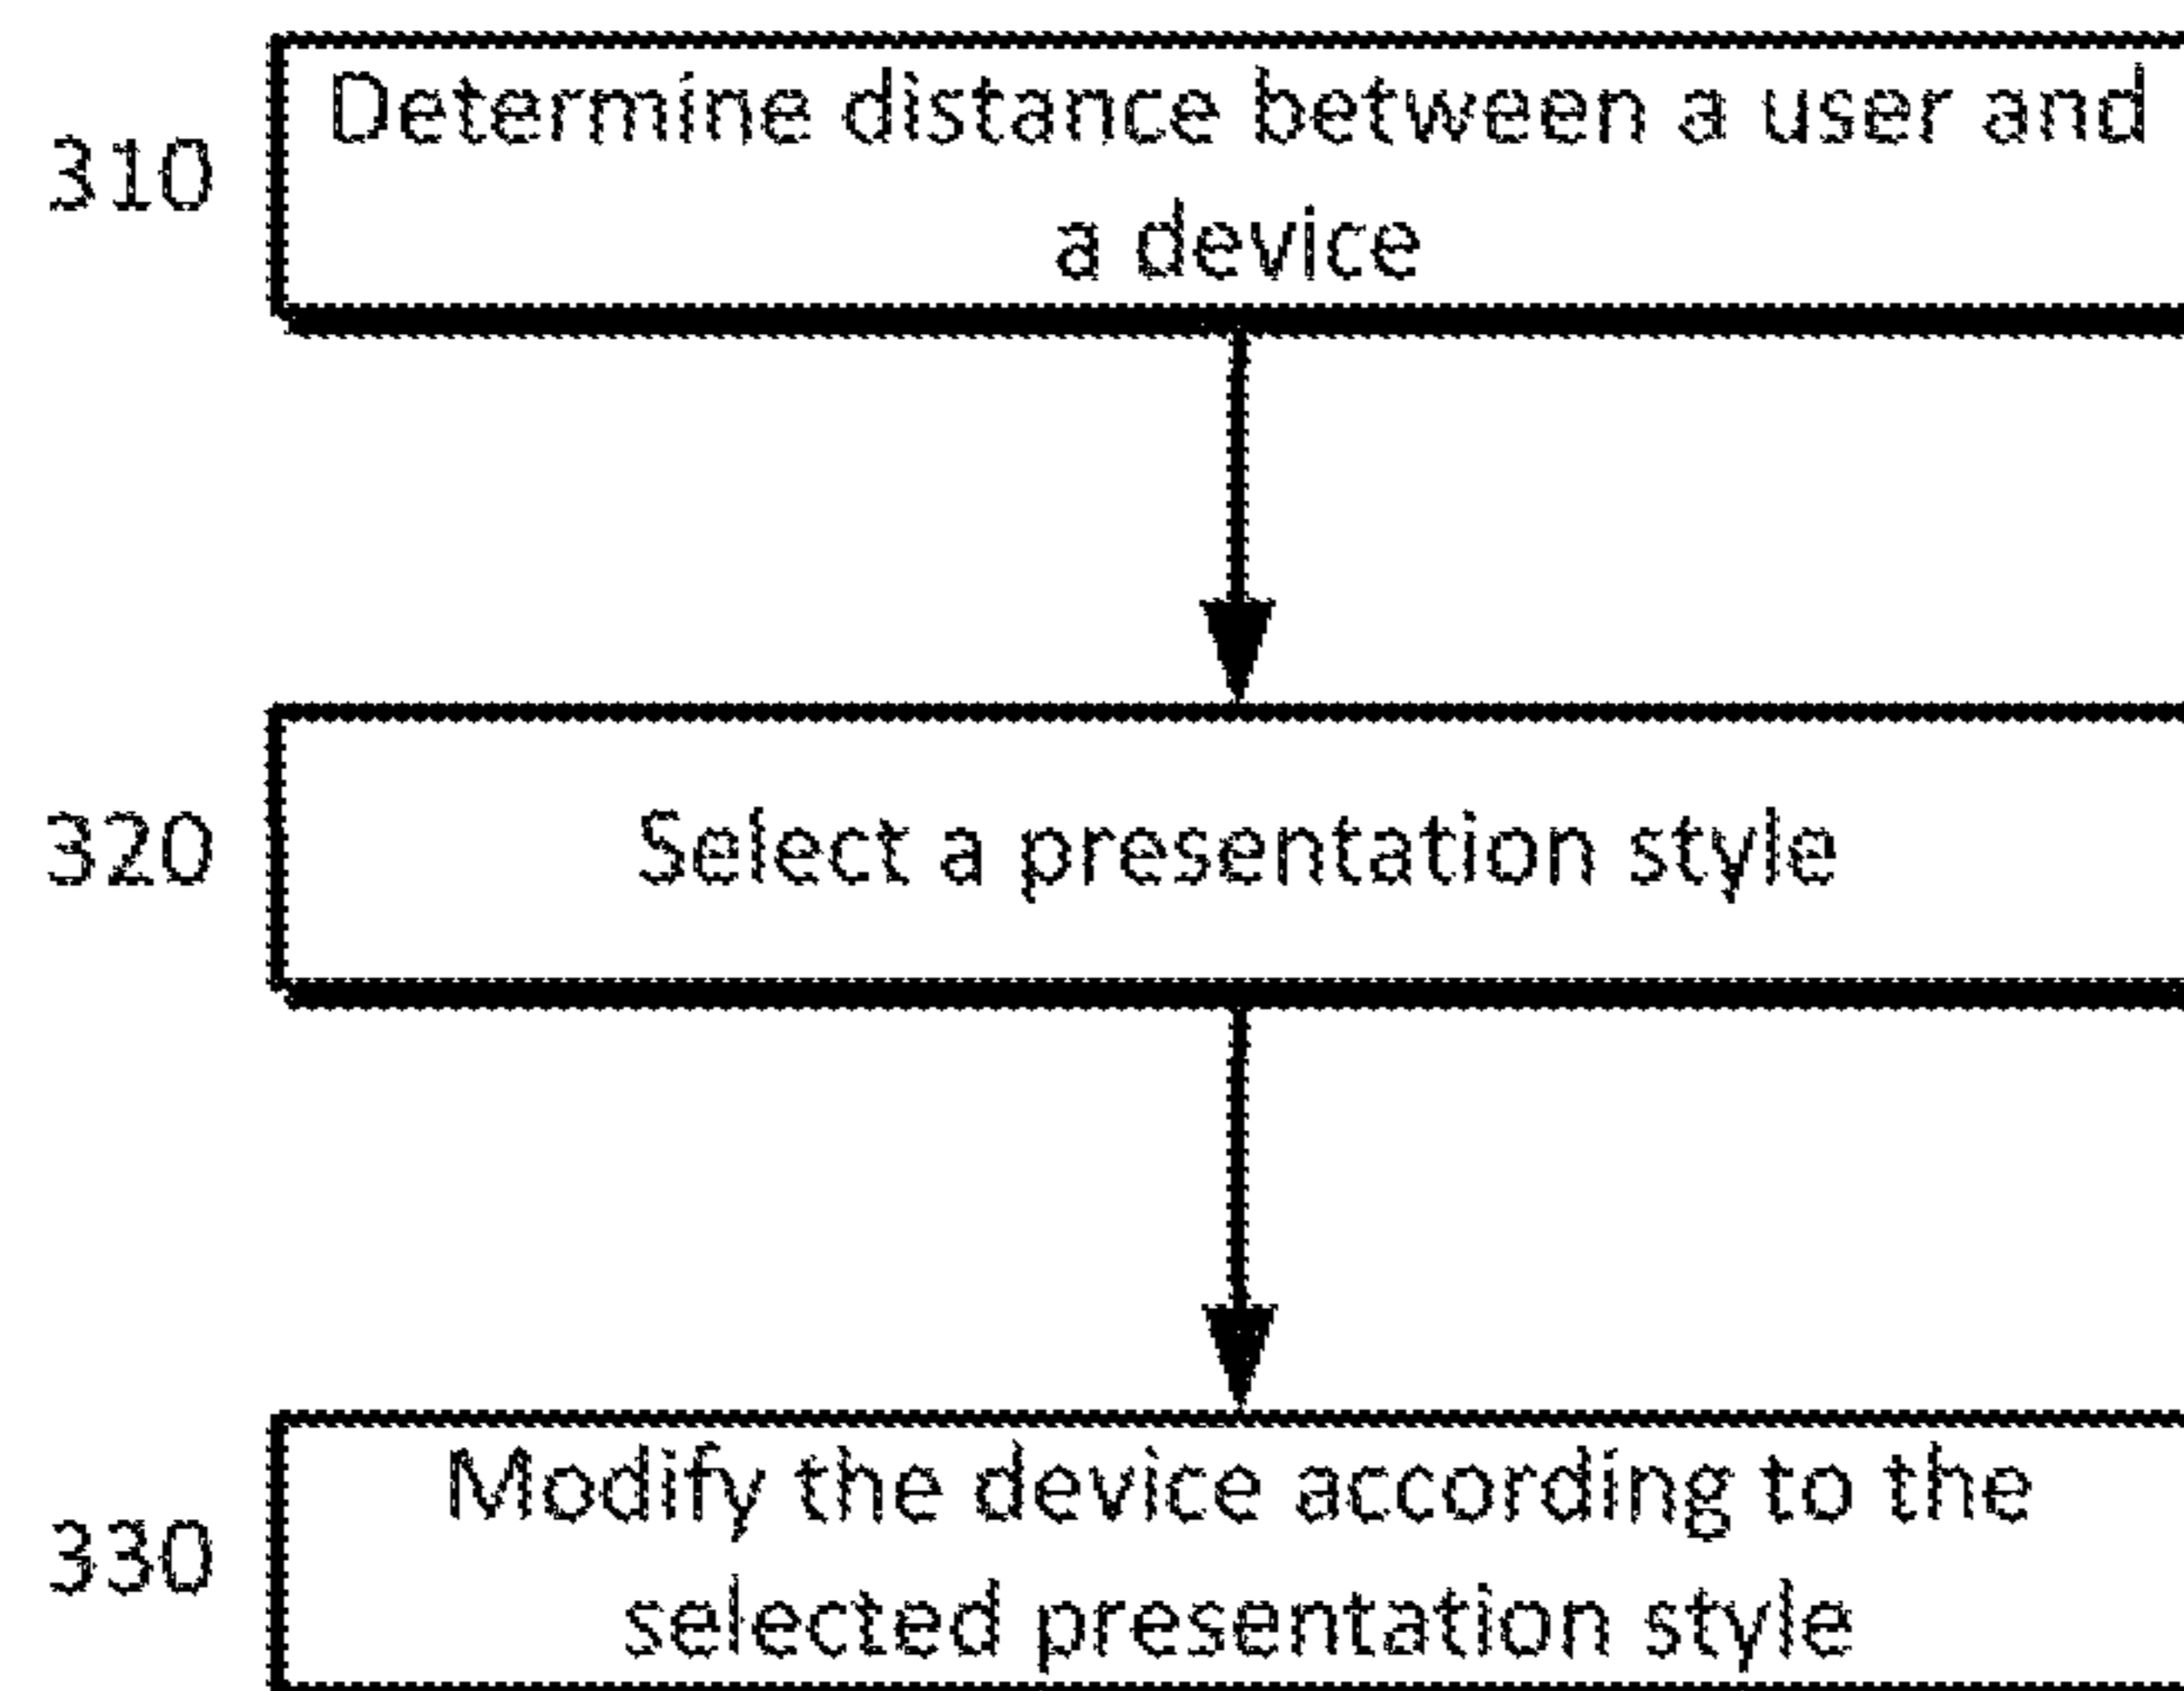 310
Determine distance between a user and
a device
320
Select a presentation style
330
Modify the device according to the
selected presentation style